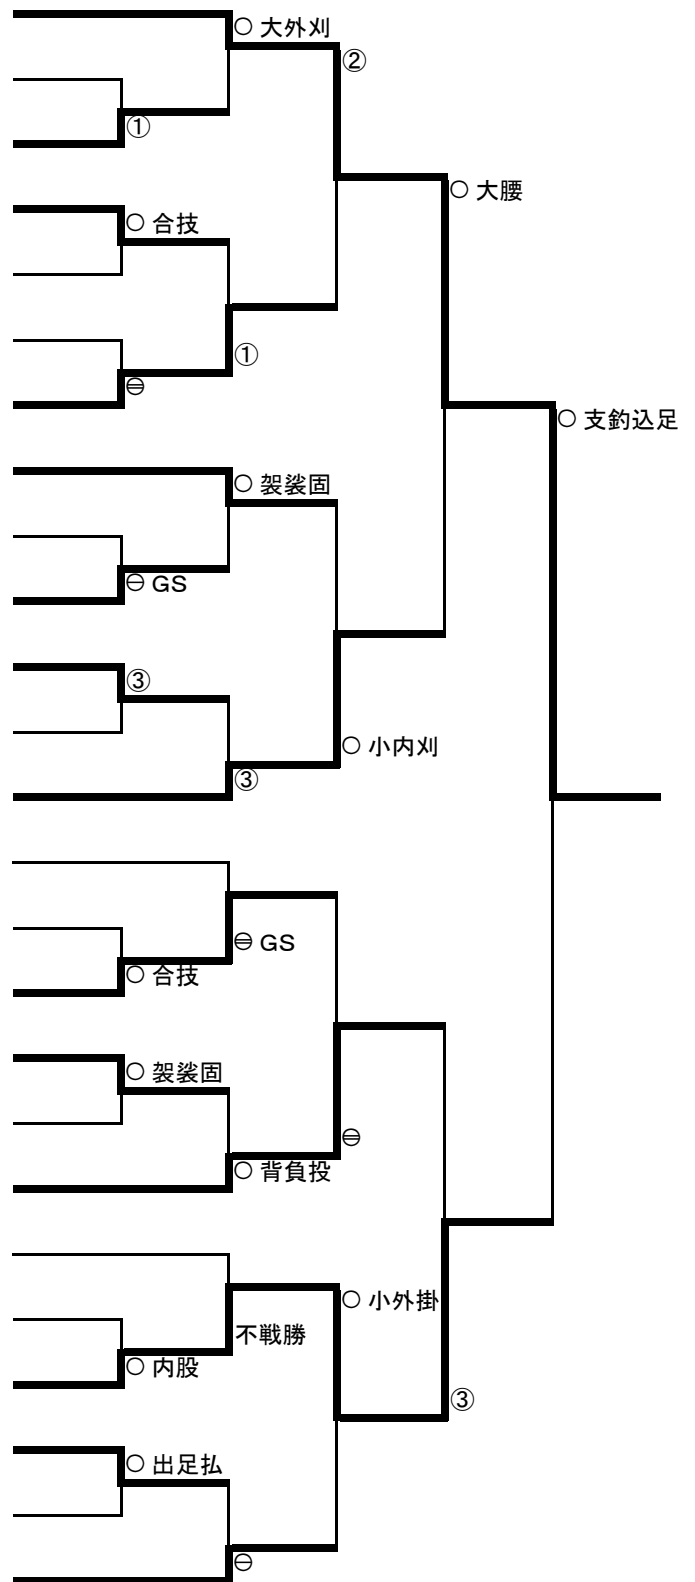 ○ 大外刈
②
①
○ 大腰
○ 合技
①
⊜
○ 支釣込足
○ 袈裟固
⊖ GS
③
○ 小内刈
③
⊜ GS
○ 合技
○ 袈裟固
⊜
○ 背負投
○ 小外掛
不戦勝
○ 内股
③
○ 出足払
⊖